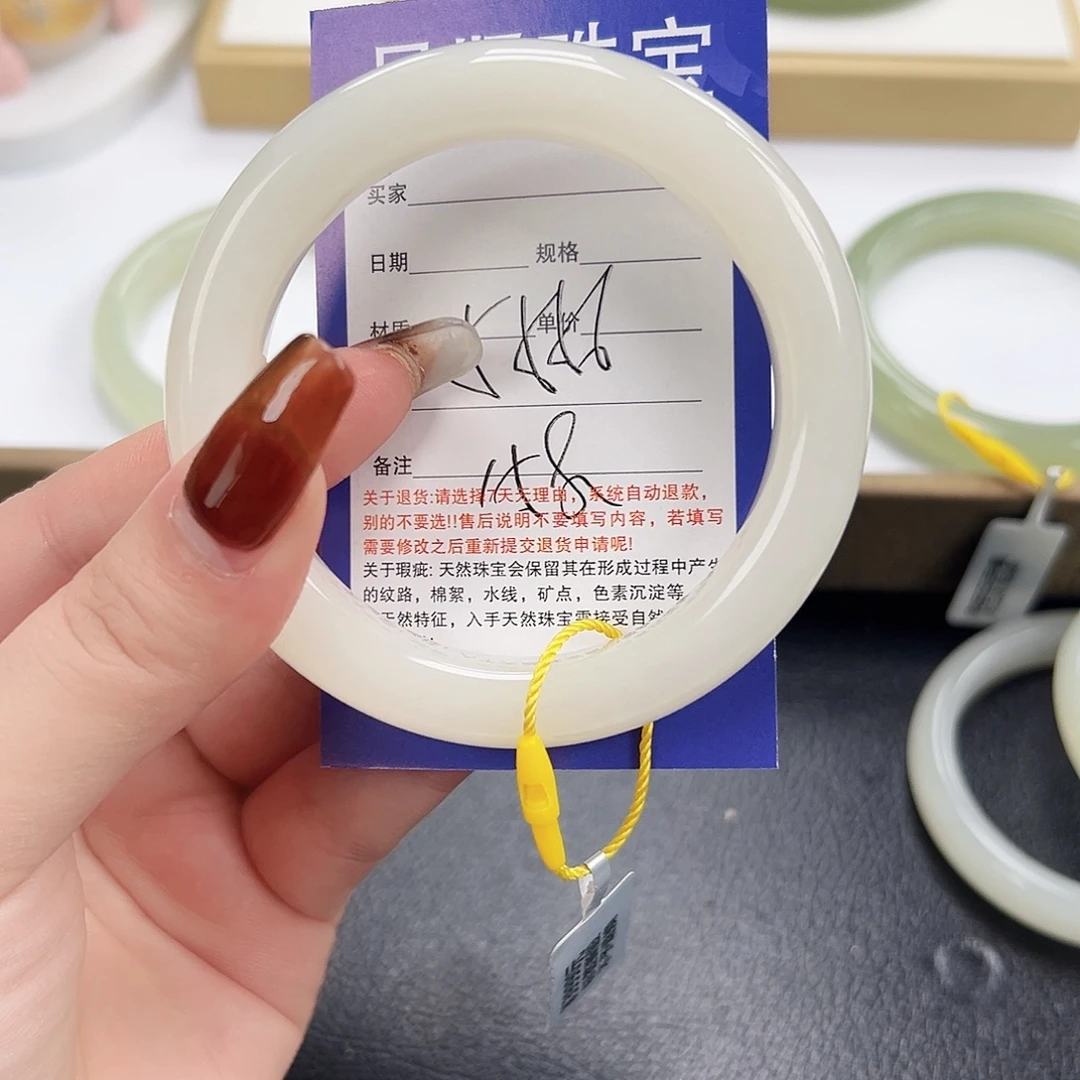 珠宝
买家
日期 规格
材质 单价
58
备注
关于退货:请选择7天无理由，系统自动退款，
别的不要选!!售后说明不要填写内容，若填写
需要修改之后重新提交退货申请呢!
关于瑕疵: 天然珠宝会保留其在形成过程中产生
的纹路，棉絮，水线，矿点，色素沉淀等
天然特征，入手天然珠宝需接受自然